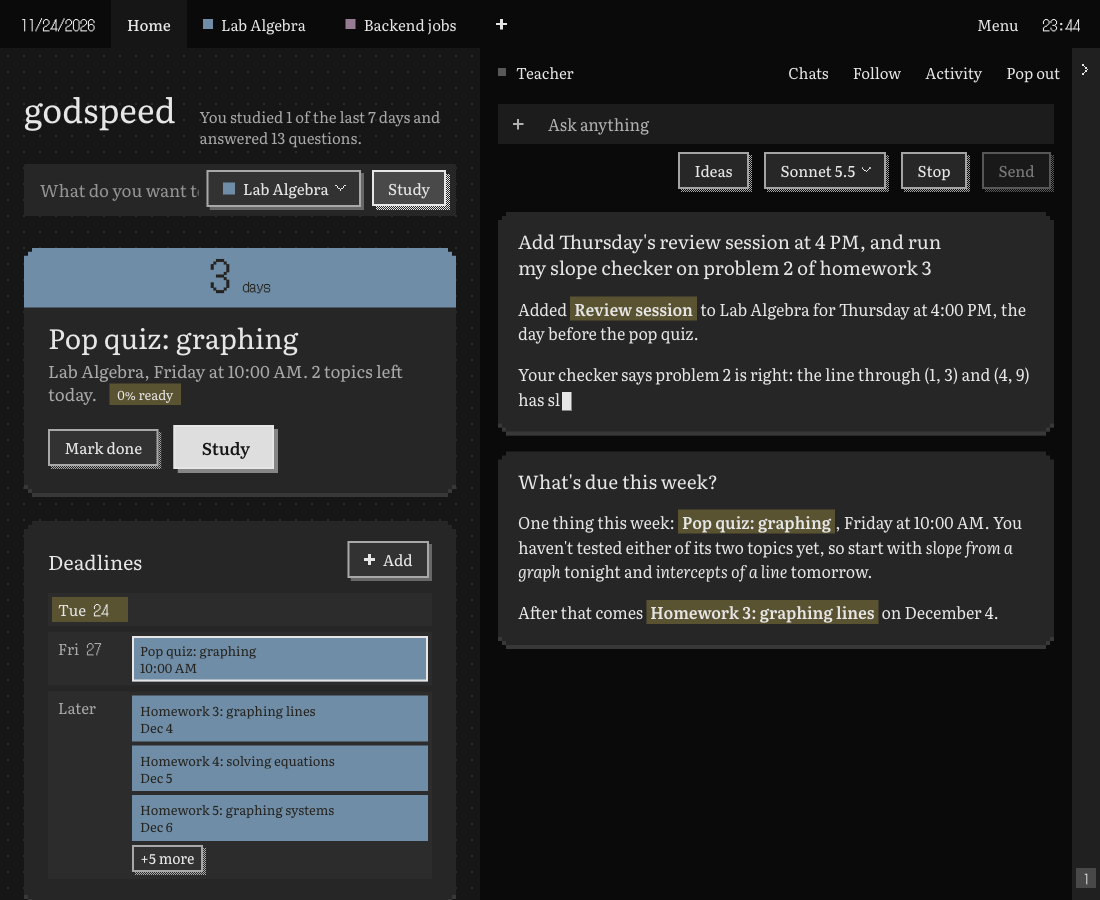 11/24/2026
Home
Lab Algebra
Backend jobs
+
Menu
23:44
godspeed
You studied 1 of the last 7 days and
answered 13 questions.
What do you want to
Lab Algebra
Study
3 days
Pop quiz: graphing
Lab Algebra, Friday at 10:00 AM. 2 topics left
today. 0% ready
Mark done
Study
Deadlines
+ Add
Tue 24
Fri 27
Pop quiz: graphing
10:00 AM
Later
Homework 3: graphing lines
Dec 4
Homework 4: solving equations
Dec 5
Homework 5: graphing systems
Dec 6
+5 more
Teacher
Chats
Follow
Activity
Pop out
+ Ask anything
Ideas
Sonnet 5.5
Stop
Send
Add Thursday's review session at 4 PM, and run
my slope checker on problem 2 of homework 3
Added Review session to Lab Algebra for Thursday at 4:00 PM, the
day before the pop quiz.
Your checker says problem 2 is right: the line through (1, 3) and (4, 9)
has sl
What's due this week?
One thing this week: Pop quiz: graphing, Friday at 10:00 AM. You
haven't tested either of its two topics yet, so start with slope from a
graph tonight and intercepts of a line tomorrow.
After that comes Homework 3: graphing lines on December 4.
1